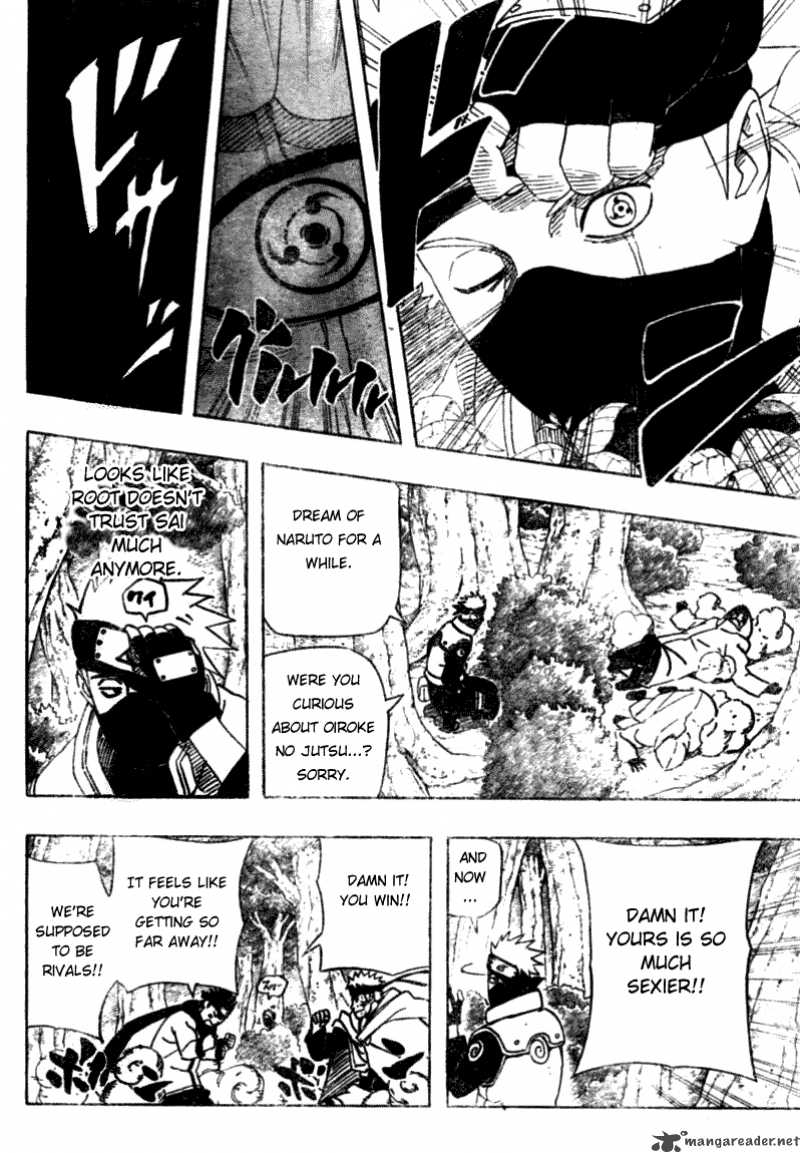 グルルル
ドサッ
DREAM OF
NARUTO FOR A
WHILE.
WERE YOU
CURIOUS
ABOUT OIROKE
NO JUTSU...?
SORRY.
LOOKS LIKE
ROOT DOESN'T
TRUST SAI
MUCH
ANYMORE.
クイ
DAMN IT!
YOURS IS SO
MUCH
SEXIER!!
AND
NOW
...
DAMN IT!
YOU WIN!!
IT FEELS LIKE
YOU'RE
GETTING SO
FAR AWAY!!
WE'RE
SUPPOSED
TO BE
RIVALS!!
mangareader.net